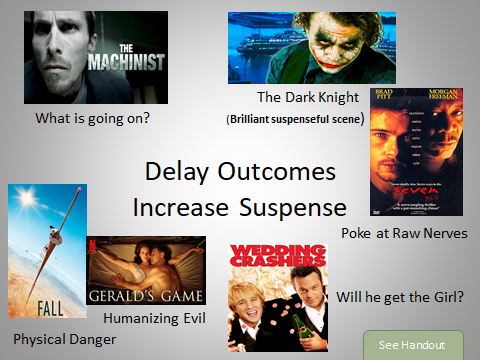 THE
MACHINIST
What is going on?
The Dark Knight
(Brilliant suspenseful scene)
BRAD
PITT
MORGAN
FREEMAN
SEVEN
DVD
Poke at Raw Nerves
Delay Outcomes
Increase Suspense
FALL
Physical Danger
N
GERALD'S GAME
Humanizing Evil
WEDDING
CRASHERS
Will he get the Girl?
See Handout